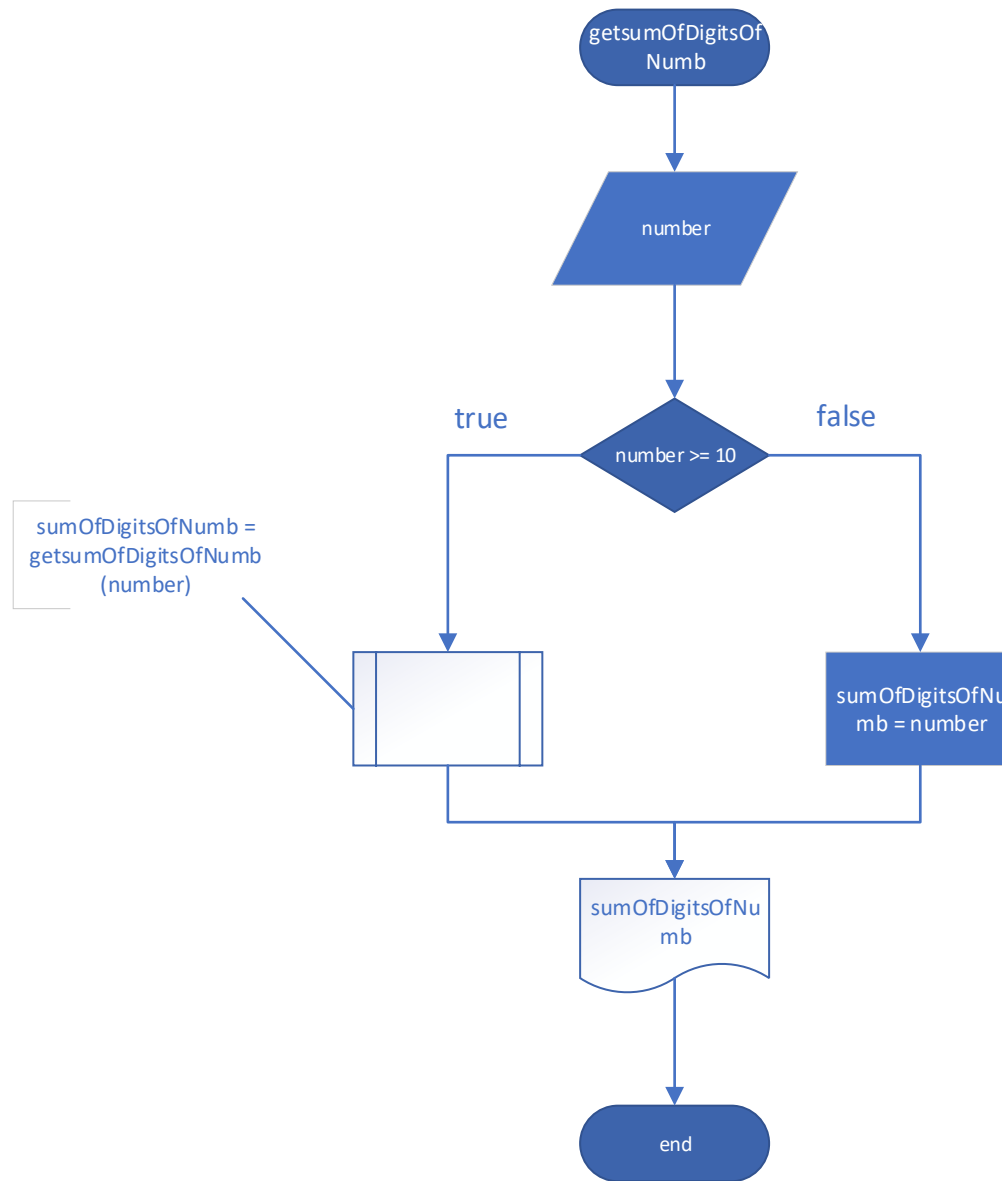 getsumOfDigitsOf
Numb
number
true
false
number >= 10
sumOfDigitsOfNumb =
getsumOfDigitsOfNumb
(number)
sumOfDigitsOfNu
mb = number
sumOfDigitsOfNu
mb
end